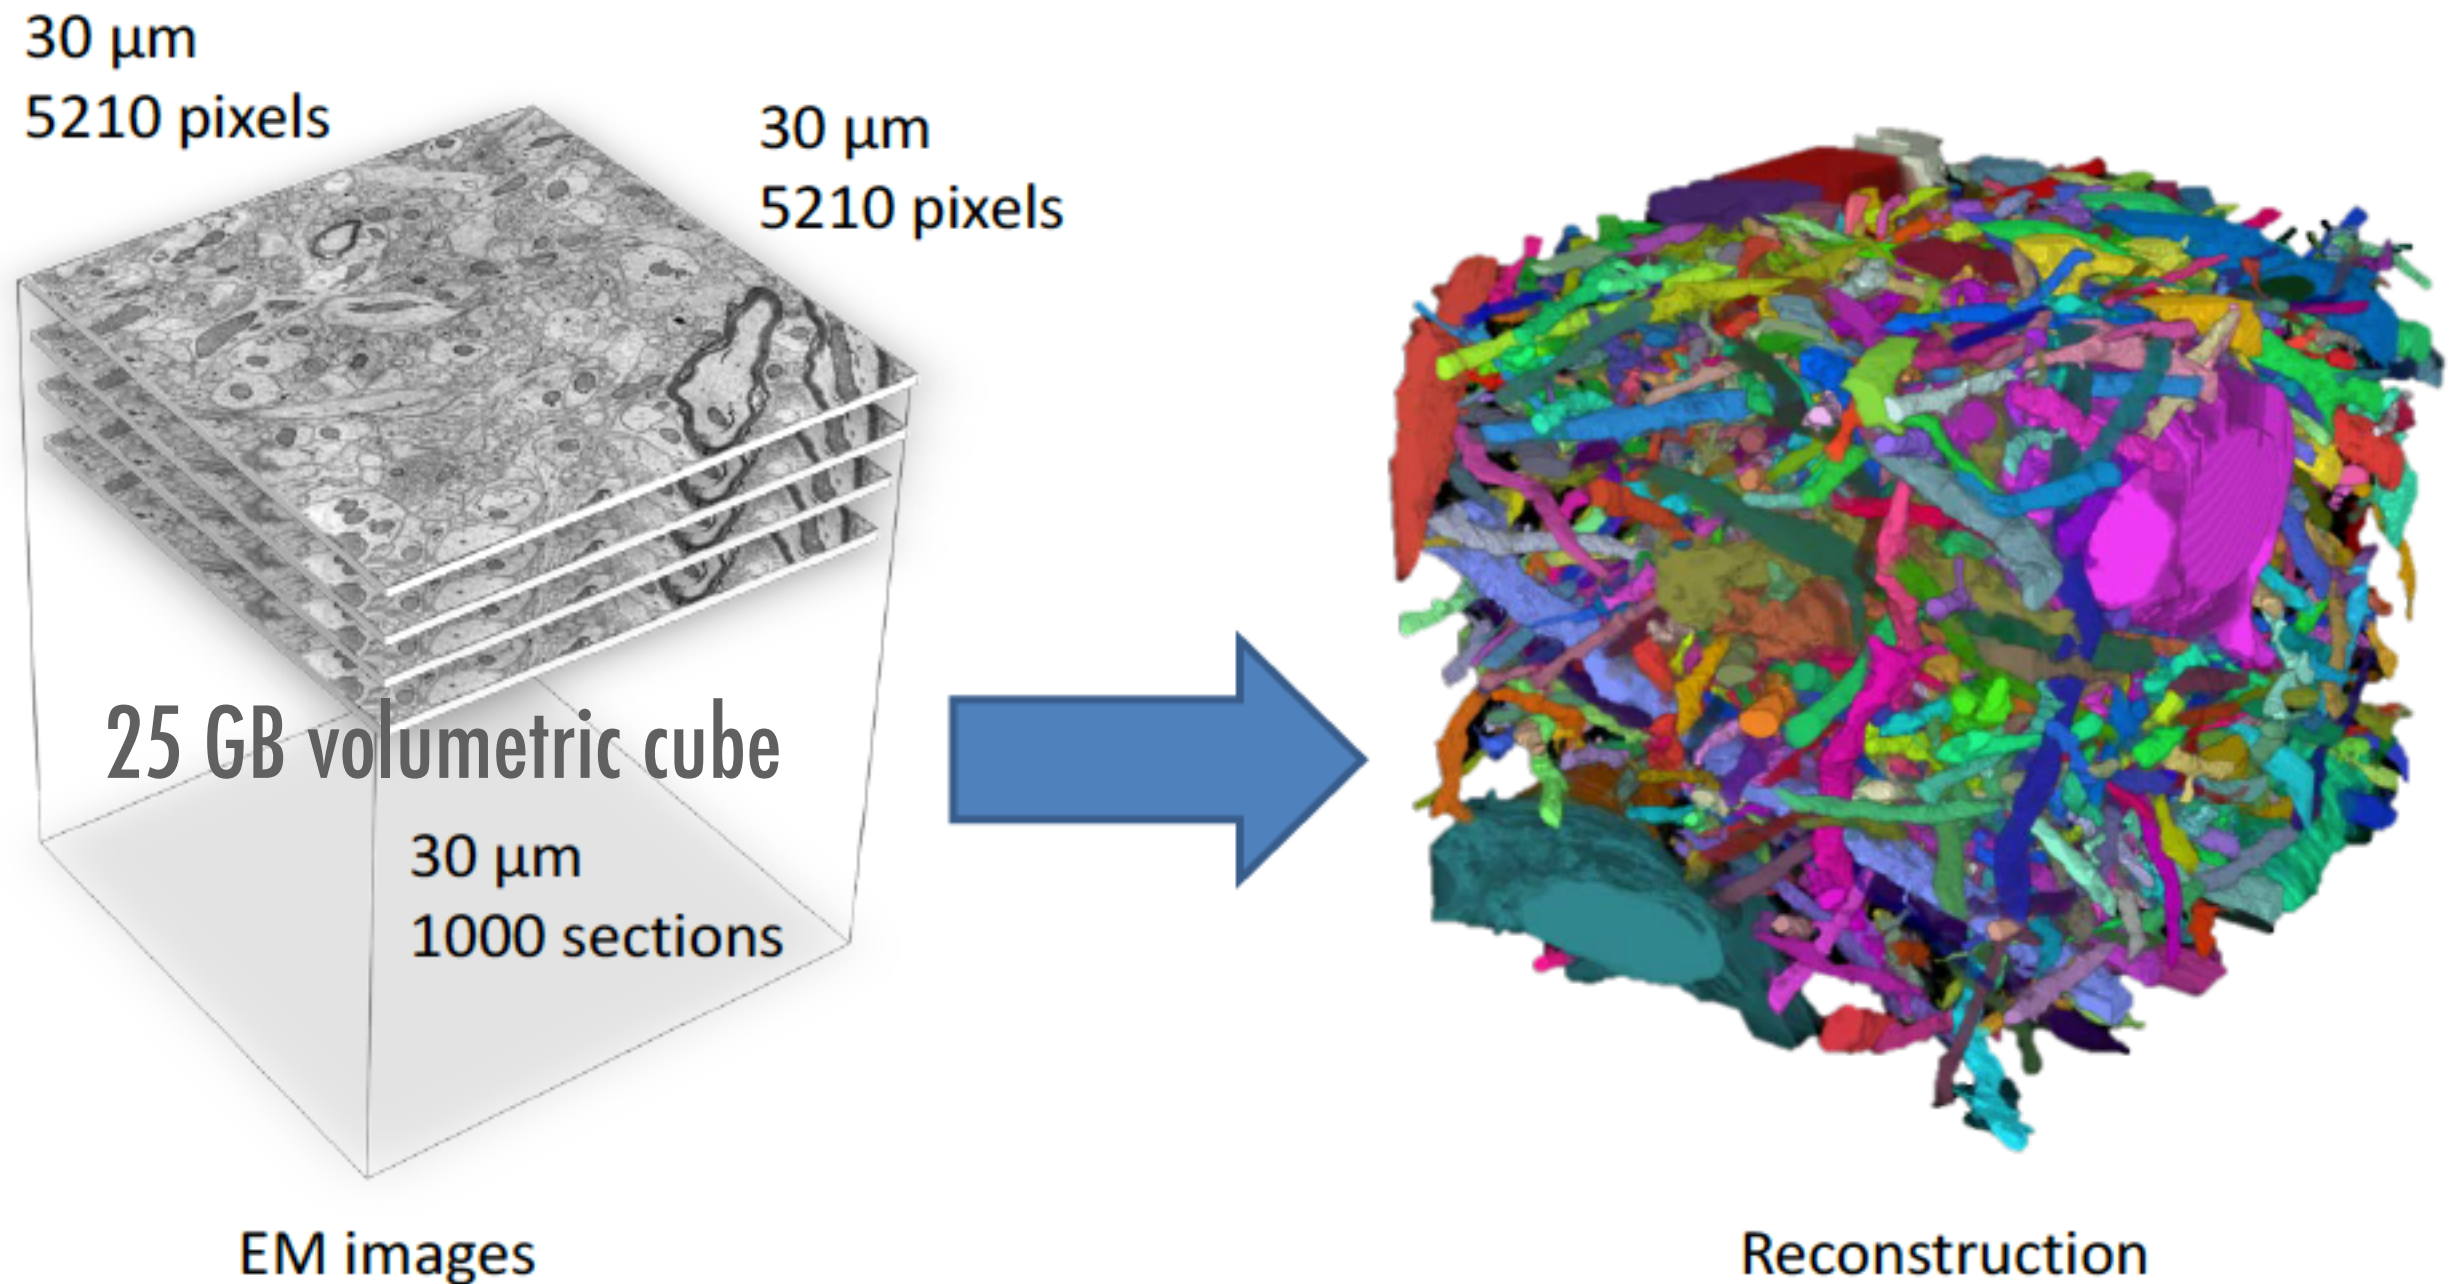 30 µm
5210 pixels
30 µm
5210 pixels
25 GB volumetric cube
30 µm
1000 sections
EM images
Reconstruction